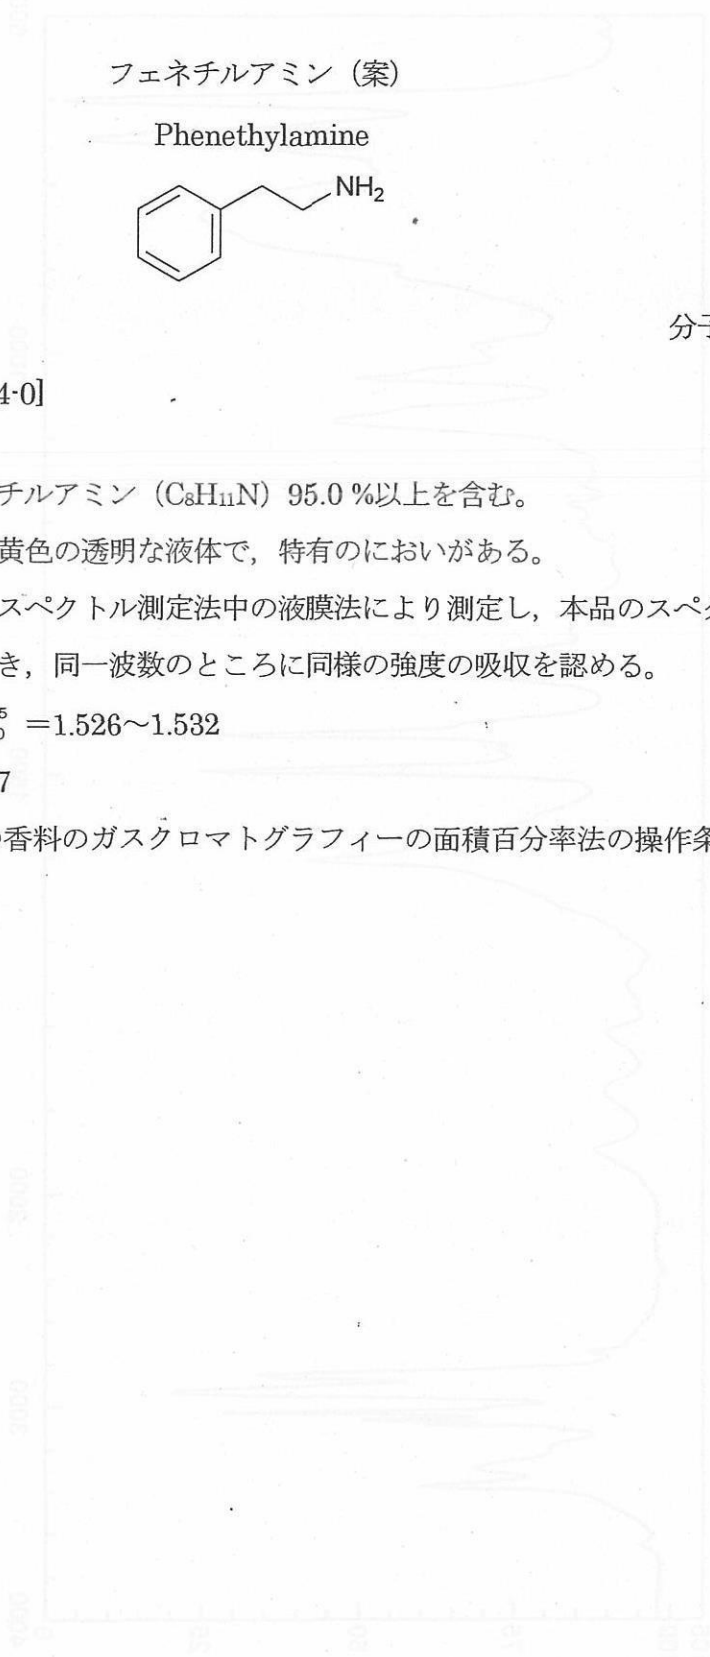 フェネチルアミン（案）
Phenethylamine
NH₂
分子
4-0]
チルアミン（C₈H₁₁N）95.0 %以上を含む。
黄色の透明な液体で，特有のにおいがある。
スペクトル測定法中の液膜法により測定し，本品のスペク
き，同一波数のところに同様の強度の吸収を認める。
=1.526～1.532
7
香料のガスクロマトグラフィーの面積百分率法の操作条